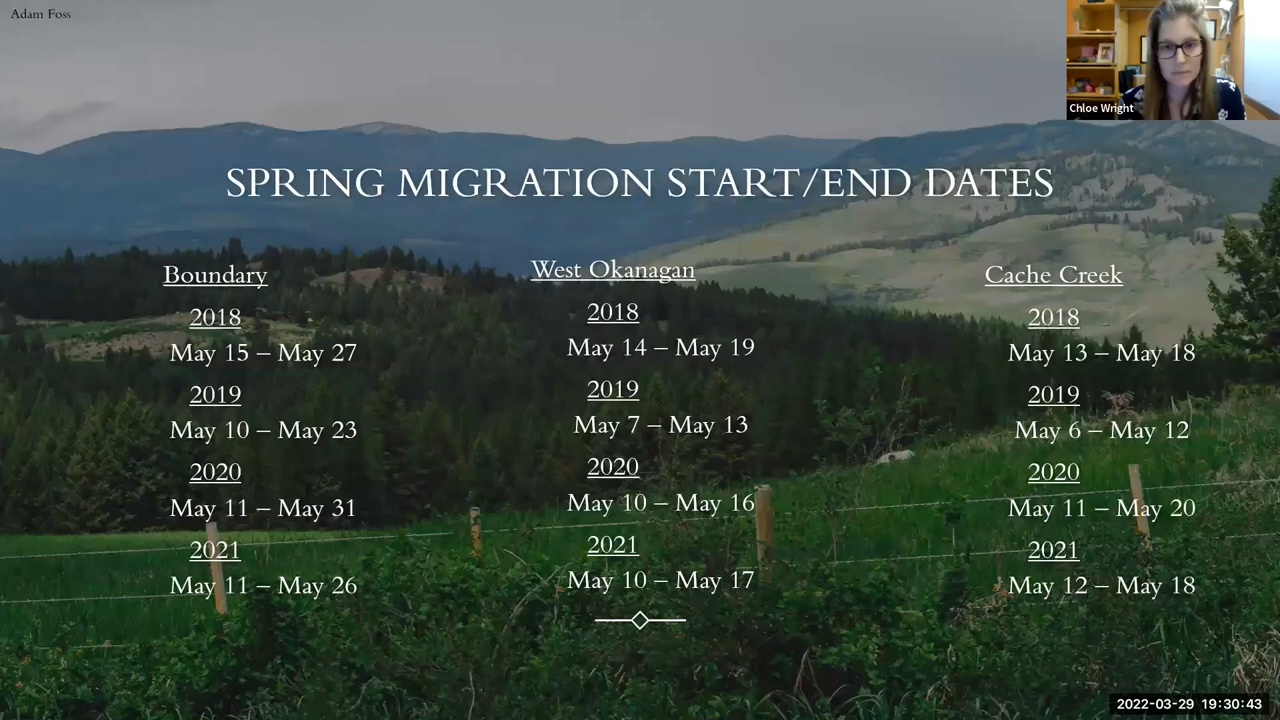 Adam Foss
Chloe Wright
SPRING MIGRATION START/END DATES
Boundary
2018
May 15 – May 27
2019
May 10 – May 23
2020
May 11 – May 31
2021
May 11 – May 26
West Okanagan
2018
May 14 – May 19
2019
May 7 – May 13
2020
May 10 – May 16
2021
May 10 – May 17
Cache Creek
2018
May 13 – May 18
2019
May 6 – May 12
2020
May 11 – May 20
2021
May 12 – May 18
2022-03-29 19:30:43